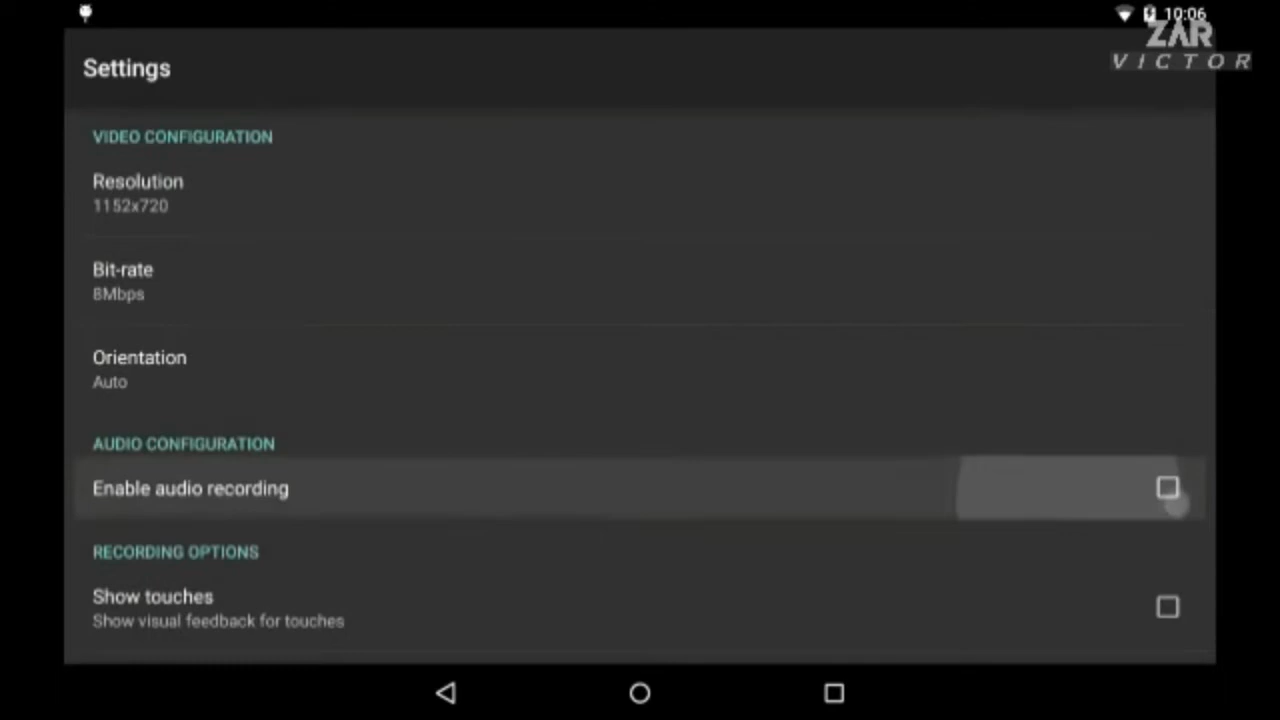 10:06
ZAR
VICTOR
Settings
VIDEO CONFIGURATION
Resolution
1152x720
Bit-rate
8Mbps
Orientation
Auto
AUDIO CONFIGURATION
Enable audio recording
RECORDING OPTIONS
Show touches
Show visual feedback for touches